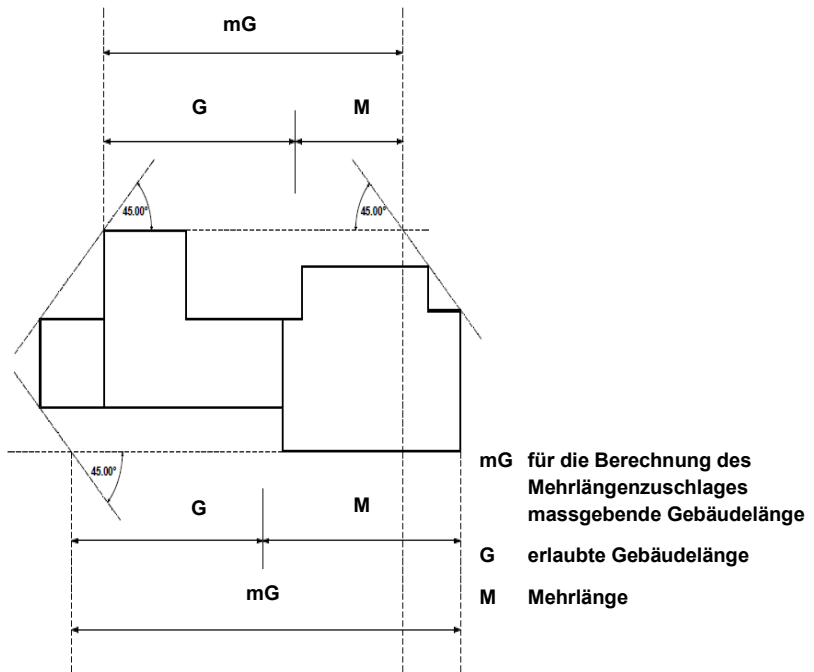 mG
G M
45.00° 45.00°
mG für die Berechnung des
Mehrlängenzuschlages
massgebende Gebäudelänge
45.00°
G M
G erlaubte Gebäudelänge
mG
M Mehrlänge